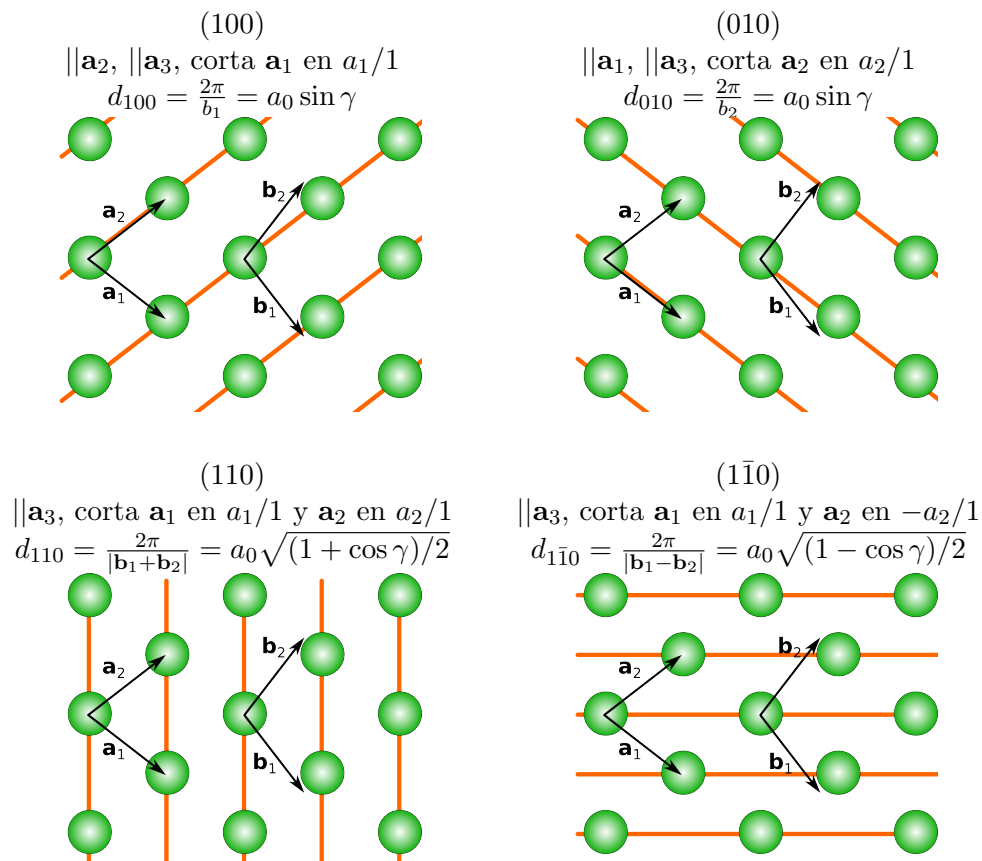 (100)
||a₂, ||a₃, corta a₁ en a₁/1
d₁₀₀ = 2π/b₁ = a₀ sin γ
a₂
a₁
b₂
b₁
(010)
||a₁, ||a₃, corta a₂ en a₂/1
d₀₁₀ = 2π/b₂ = a₀ sin γ
a₂
a₁
b₂
b₁
(110)
||a₃, corta a₁ en a₁/1 y a₂ en a₂/1
d₁₁₀ = 2π/|b₁+b₂| = a₀√(1 + cos γ)/2
a₂
a₁
b₂
b₁
(11̄0)
||a₃, corta a₁ en a₁/1 y a₂ en −a₂/1
d₁₁̄₀ = 2π/|b₁−b₂| = a₀√(1 − cos γ)/2
a₂
a₁
b₂
b₁